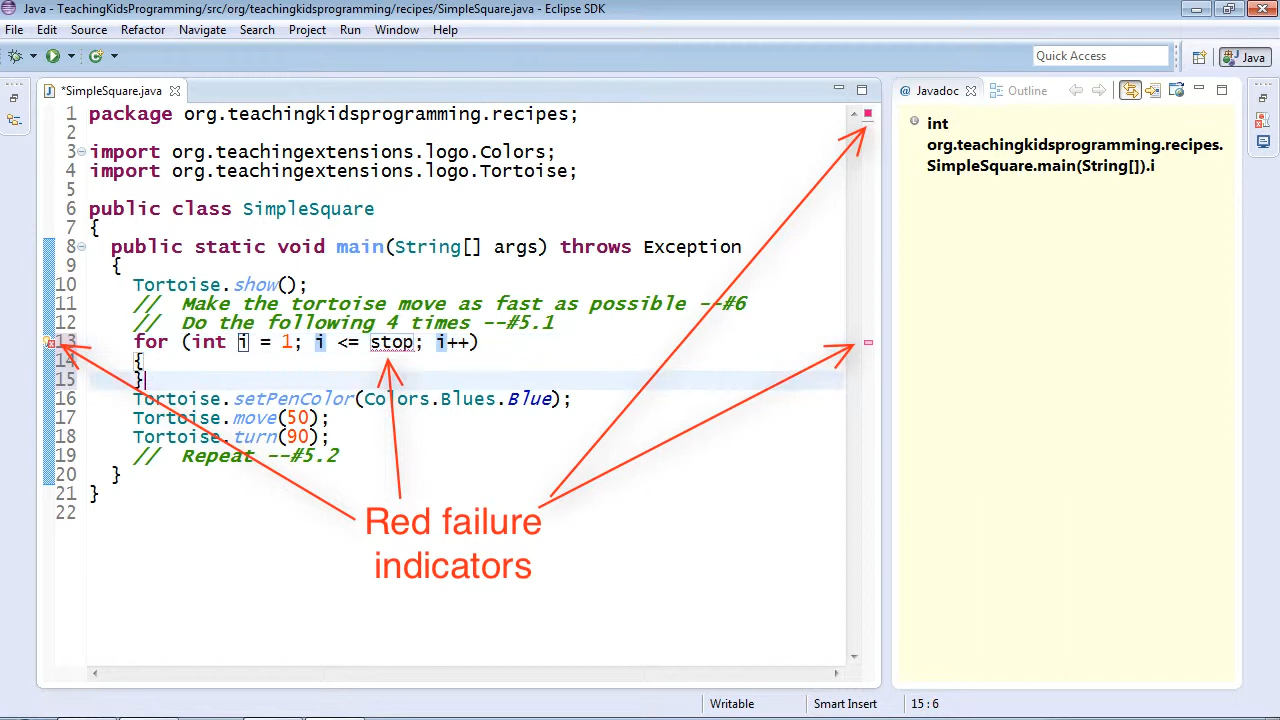 Java - TeachingKidsProgramming/src/org/teachingkidsprogramming/recipes/SimpleSquare.java - Eclipse SDK
File Edit Source Refactor Navigate Search Project Run Window Help
Quick Access
Java
*SimpleSquare.java
1 package org.teachingkidsprogramming.recipes;
2
3 import org.teachingextensions.logo.Colors;
4 import org.teachingextensions.logo.Tortoise;
5
6 public class SimpleSquare
7 {
8 public static void main(String[] args) throws Exception
9 {
10 Tortoise.show();
11 // Make the tortoise move as fast as possible --#6
12 // Do the following 4 times --#5.1
13 for (int i = 1; i <= stop; i++)
14 {
15 }
16 Tortoise.setPenColor(Colors.Blues.Blue);
17 Tortoise.move(50);
18 Tortoise.turn(90);
19 // Repeat --#5.2
20 }
21 }
22
Red failure
indicators
Javadoc Outline
int
org.teachingkidsprogramming.recipes.
SimpleSquare.main(String[]).i
Writable Smart Insert 15 : 6